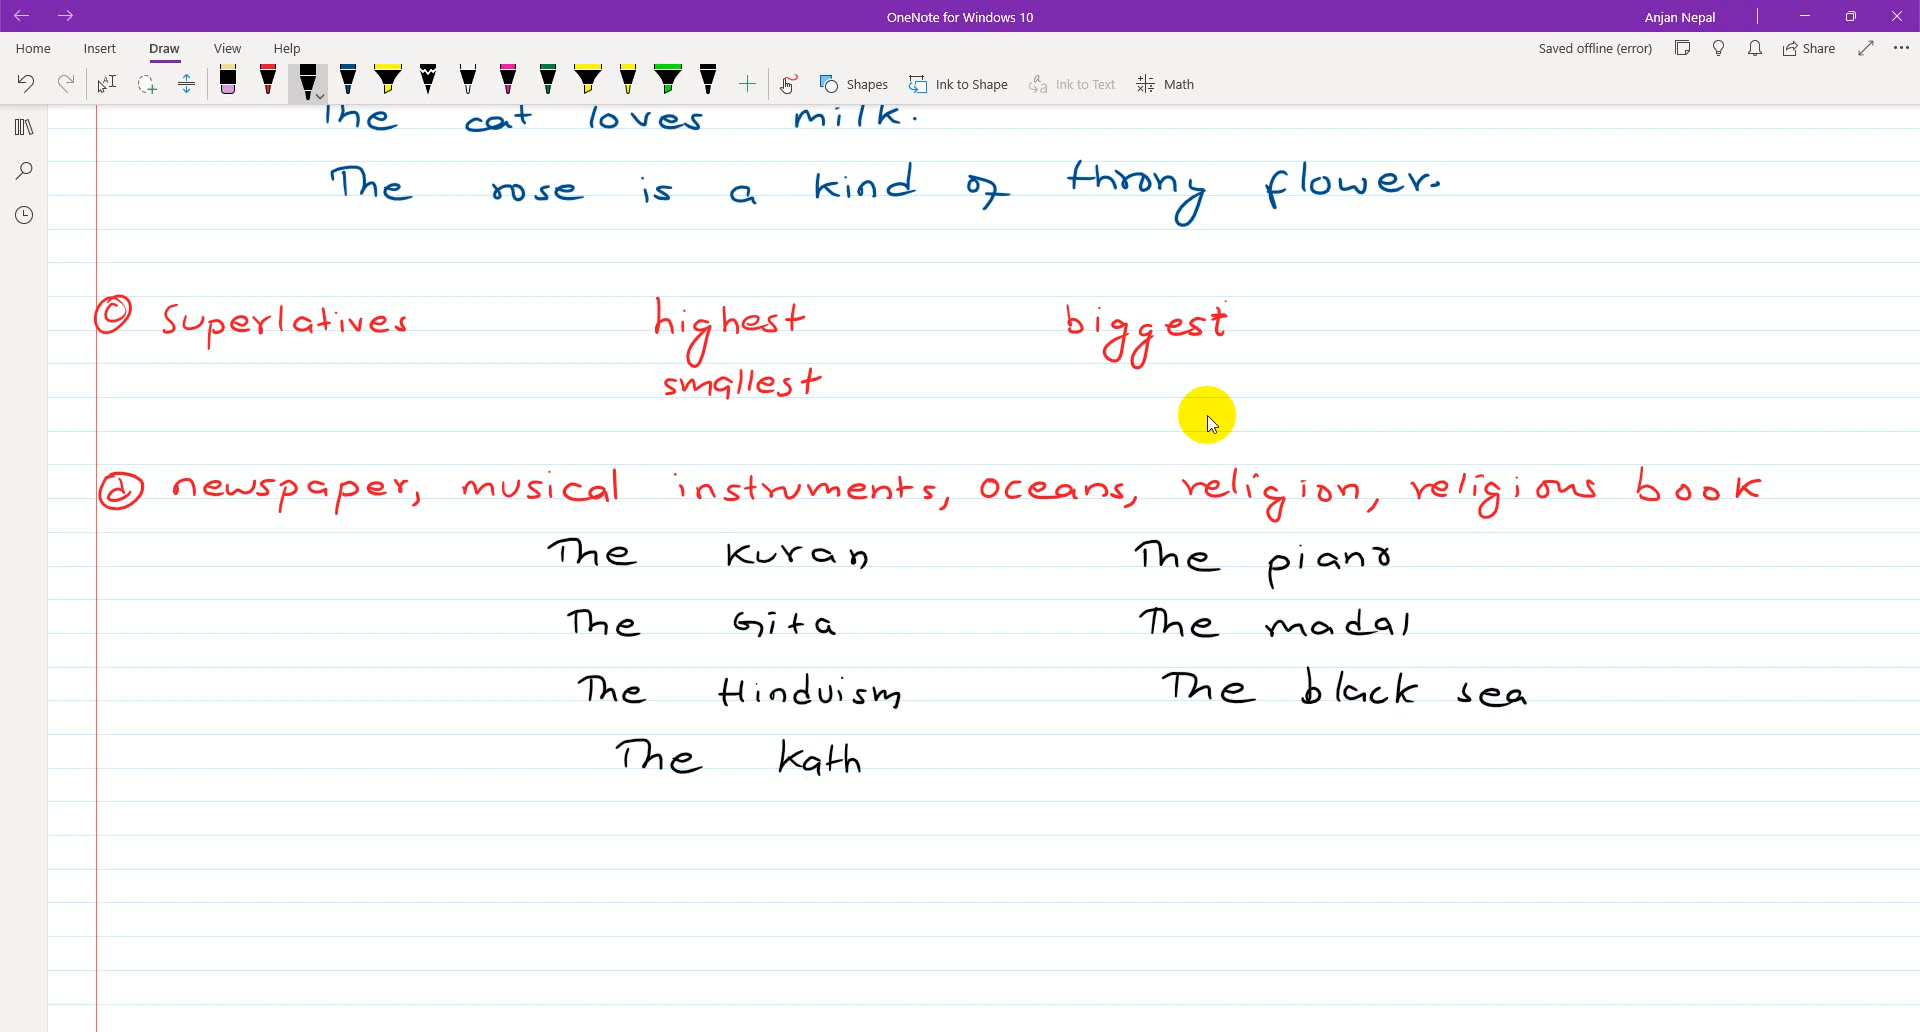 OneNote for Windows 10
Anjan Nepal
Home Insert Draw View Help
Saved offline (error) Share
Shapes Ink to Shape Ink to Text Math
The cat loves milk.
The rose is a kind of throny flower.
c Superlatives highest biggest
smallest
d newspaper, musical instruments, oceans, religion, religious book
The Kuran The piano
The Gita The madal
The Hinduism The black sea
The Kath